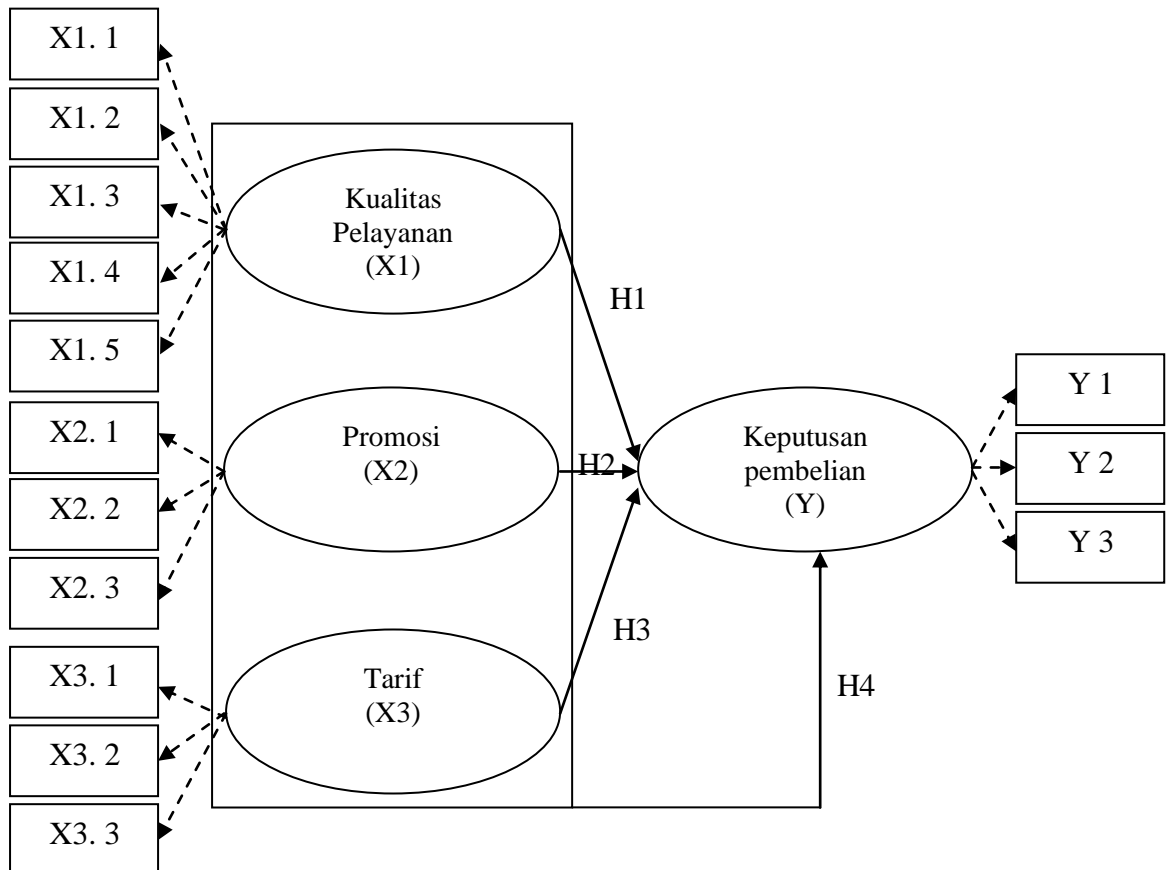 X1. 1
X1. 2
X1. 3
X1. 4
X1. 5
X2. 1
X2. 2
X2. 3
X3. 1
X3. 2
X3. 3
Kualitas
Pelayanan
(X1)
Promosi
(X2)
Tarif
(X3)
H1
H2
H3
H4
Keputusan
pembelian
(Y)
Y 1
Y 2
Y 3